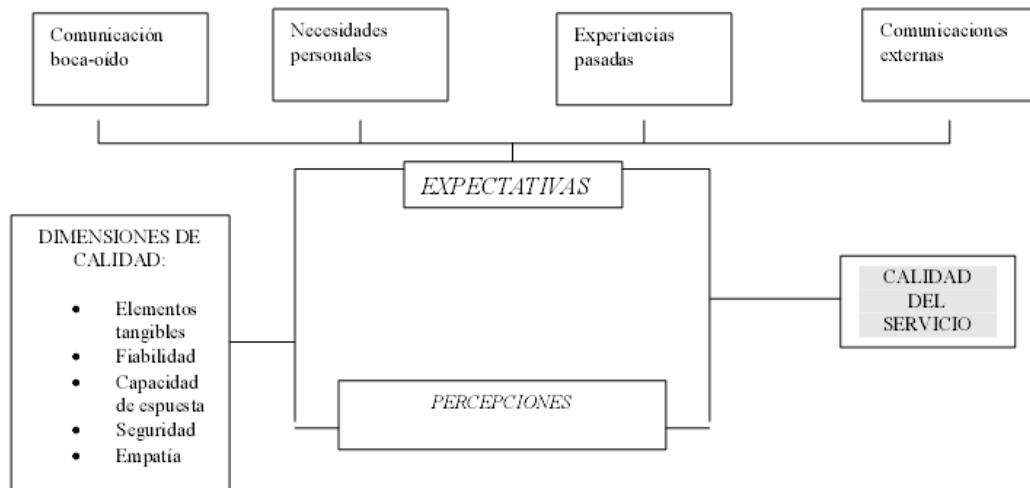 Comunicación
boca-oído
Necesidades
personales
Experiencias
pasadas
Comunicaciones
externas
EXPECTATIVAS
DIMENSIONES DE
CALIDAD:
• Elementos
tangibles
• Fiabilidad
• Capacidad
de espuesta
• Seguridad
• Empatía
CALIDAD
DEL
SERVICIO
PERCEPCIONES